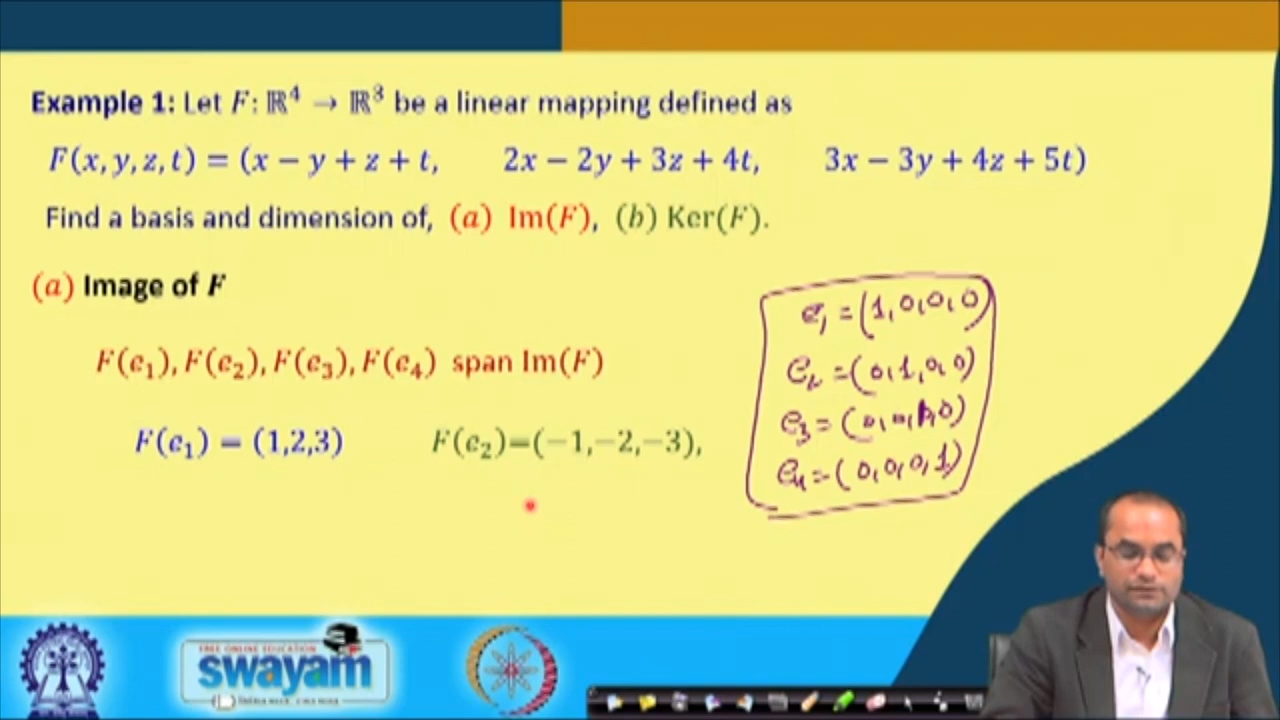 Example 1: Let F: ℝ⁴ → ℝ³ be a linear mapping defined as
F(x, y, z, t) = (x − y + z + t, 2x − 2y + 3z + 4t, 3x − 3y + 4z + 5t)
Find a basis and dimension of, (a) Im(F), (b) Ker(F).
(a) Image of F
e₁ = (1, 0, 0, 0)
F(e₁), F(e₂), F(e₃), F(e₄) span Im(F)
e₂ = (0, 1, 0, 0)
e₃ = (0, 0, 1, 0)
F(e₁) = (1,2,3) F(e₂)=(−1,−2,−3),
e₄ = (0, 0, 0, 1)
FREE ONLINE EDUCATION
swayam